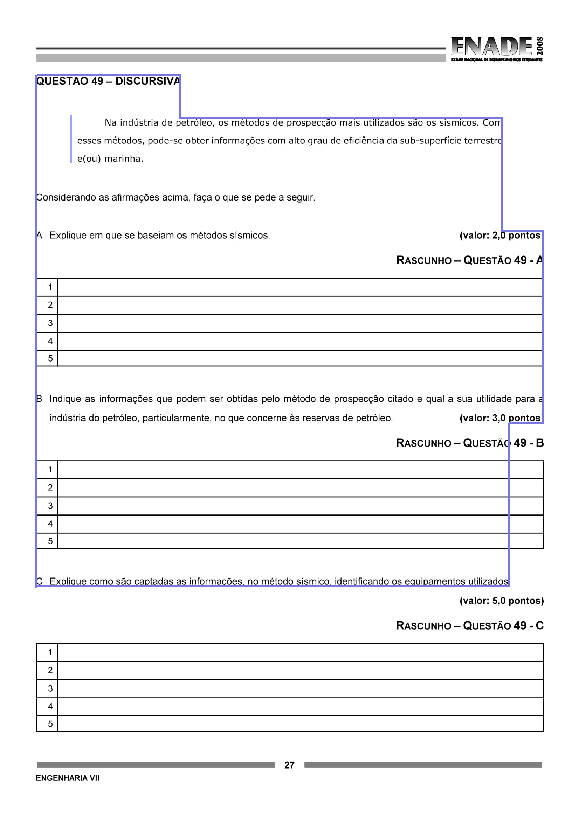 ENADE 2008
EXAME NACIONAL DE DESEMPENHO DOS ESTUDANTES
QUESTÃO 49 – DISCURSIVA
Na indústria de petróleo, os métodos de prospecção mais utilizados são os sísmicos. Com
esses métodos, pode-se obter informações com alto grau de eficiência da sub-superfície terrestre
e(ou) marinha.
Considerando as afirmações acima, faça o que se pede a seguir.
A Explique em que se baseiam os métodos sísmicos. (valor: 2,0 pontos)
RASCUNHO – QUESTÃO 49 - A
1
2
3
4
5
B Indique as informações que podem ser obtidas pelo método de prospecção citado e qual a sua utilidade para a
indústria do petróleo, particularmente, no que concerne às reservas de petróleo. (valor: 3,0 pontos)
RASCUNHO – QUESTÃO 49 - B
1
2
3
4
5
C Explique como são captadas as informações, no método sísmico, identificando os equipamentos utilizados
(valor: 5,0 pontos)
RASCUNHO – QUESTÃO 49 - C
1
2
3
4
5
27
ENGENHARIA VII